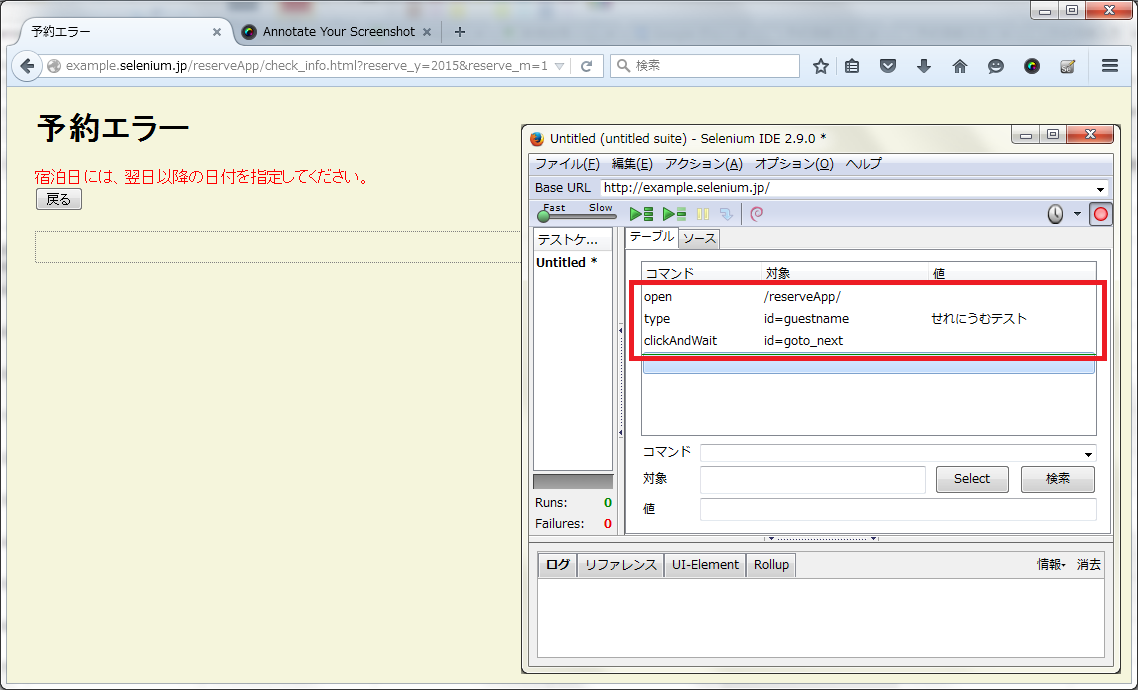 予約エラー
Annotate Your Screenshot
example.selenium.jp/reserveApp/check_info.html?reserve_y=2015&reserve_m=1
検索
予約エラー
宿泊日には、翌日以降の日付を指定してください。
戻る
Untitled (untitled suite) - Selenium IDE 2.9.0 *
ファイル(F) 編集(E) アクション(A) オプション(O) ヘルプ
Base URL http://example.selenium.jp/
Fast Slow
テストケ...
Untitled *
テーブル ソース
コマンド 対象 値
open /reserveApp/
type id=guestname せれにうむテスト
clickAndWait id=goto_next
コマンド
対象 Select 検索
値
Runs: 0
Failures: 0
ログ リファレンス UI-Element Rollup 情報 消去